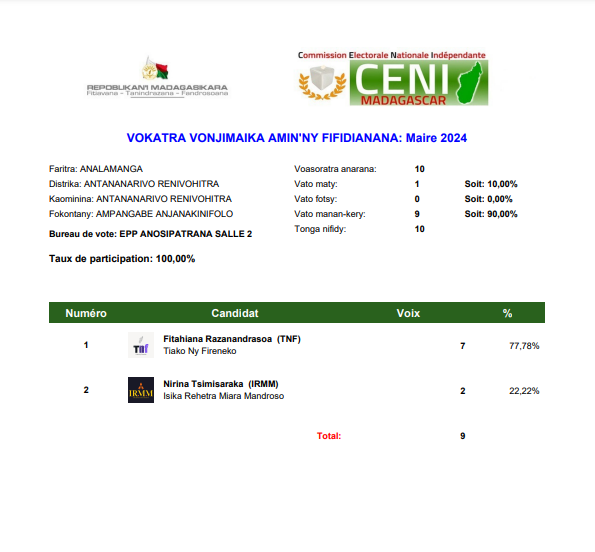 REPOBLIKAN'I MADAGASIKARA
Fitiavana - Tanindrazana - Fandrosoana
Commission Electorale Nationale Indépendante
CENI
MADAGASCAR
VOKATRA VONJIMAIKA AMIN'NY FIFIDIANANA: Maire 2024
Faritra: ANALAMANGA
Distrika: ANTANANARIVO RENIVOHITRA
Kaominina: ANTANANARIVO RENIVOHITRA
Fokontany: AMPANGABE ANJANAKINIFOLO
Bureau de vote: EPP ANOSIPATRANA SALLE 2
Taux de participation: 100,00%
Voasoratra anarana: 10
Vato maty: 1 Soit: 10,00%
Vato fotsy: 0 Soit: 0,00%
Vato manan-kery: 9 Soit: 90,00%
Tonga nifidy: 10
Numéro Candidat Voix %
1 TNF Fitahiana Razanandrasoa (TNF) 7 77,78%
Tiako Ny Fireneko
2 IRMM Nirina Tsimisaraka (IRMM) 2 22,22%
Isika Rehetra Miara Mandroso
Total: 9